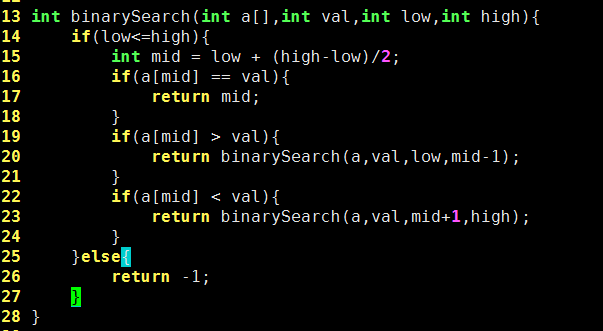 13 int binarySearch(int a[],int val,int low,int high){
14     if(low<=high){
15         int mid = low + (high-low)/2;
16         if(a[mid] == val){
17             return mid;
18         }
19         if(a[mid] > val){
20             return binarySearch(a,val,low,mid-1);
21         }
22         if(a[mid] < val){
23             return binarySearch(a,val,mid+1,high);
24         }
25     }else{
26         return -1;
27     }
28 }